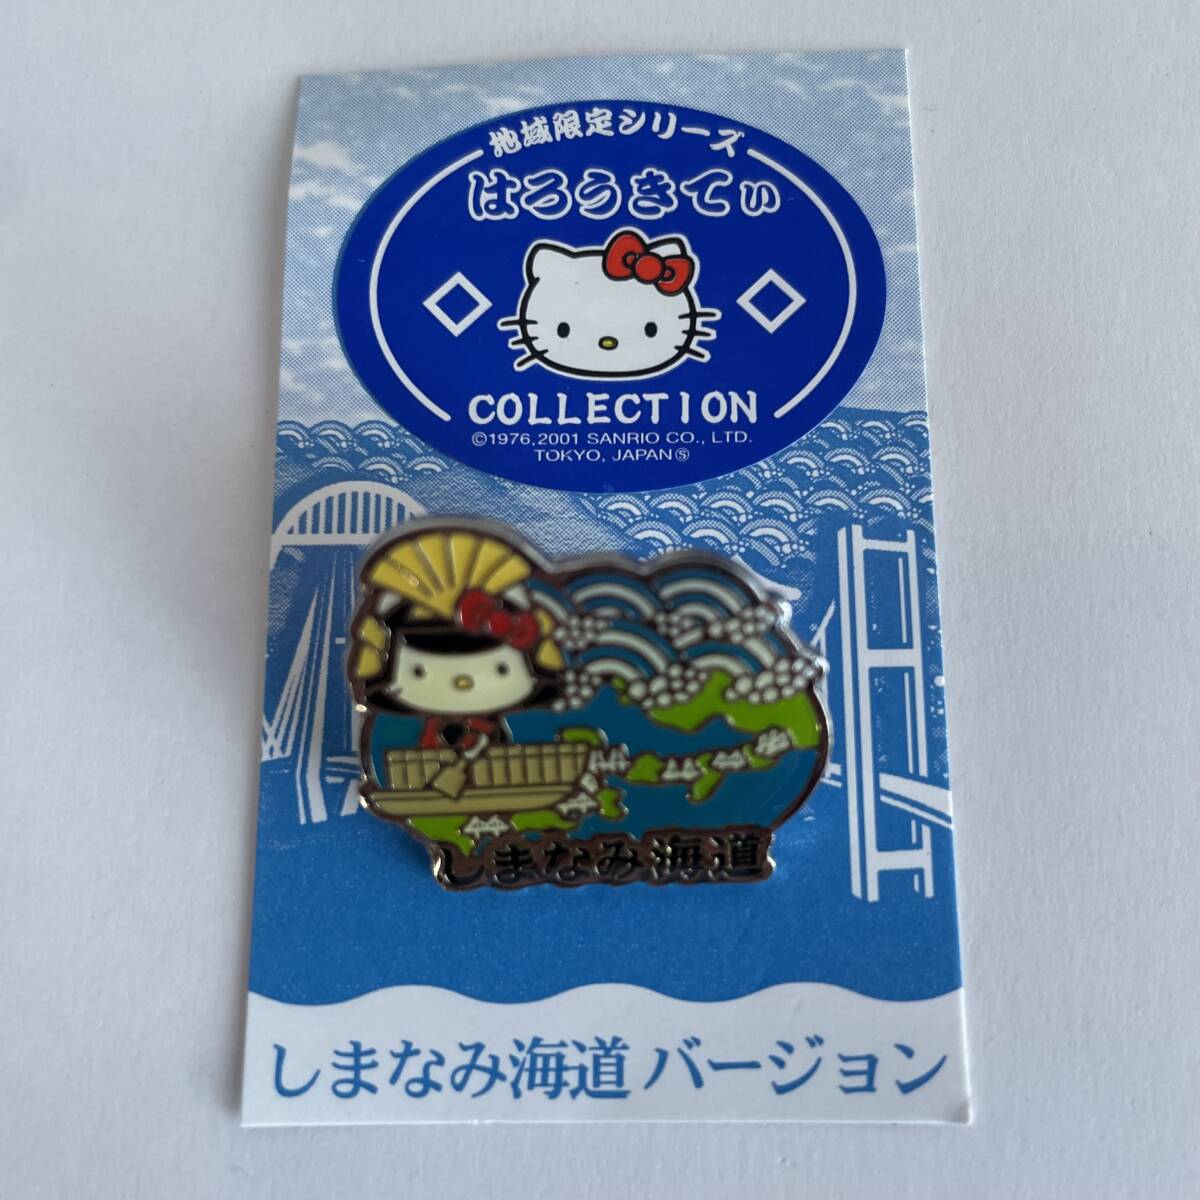 地域限定シリーズ
はろうきてぃ
COLLECTION
©1976,2001 SANRIO CO., LTD.
TOKYO, JAPANⓈ
しまなみ海道
しまなみ海道 バージョン